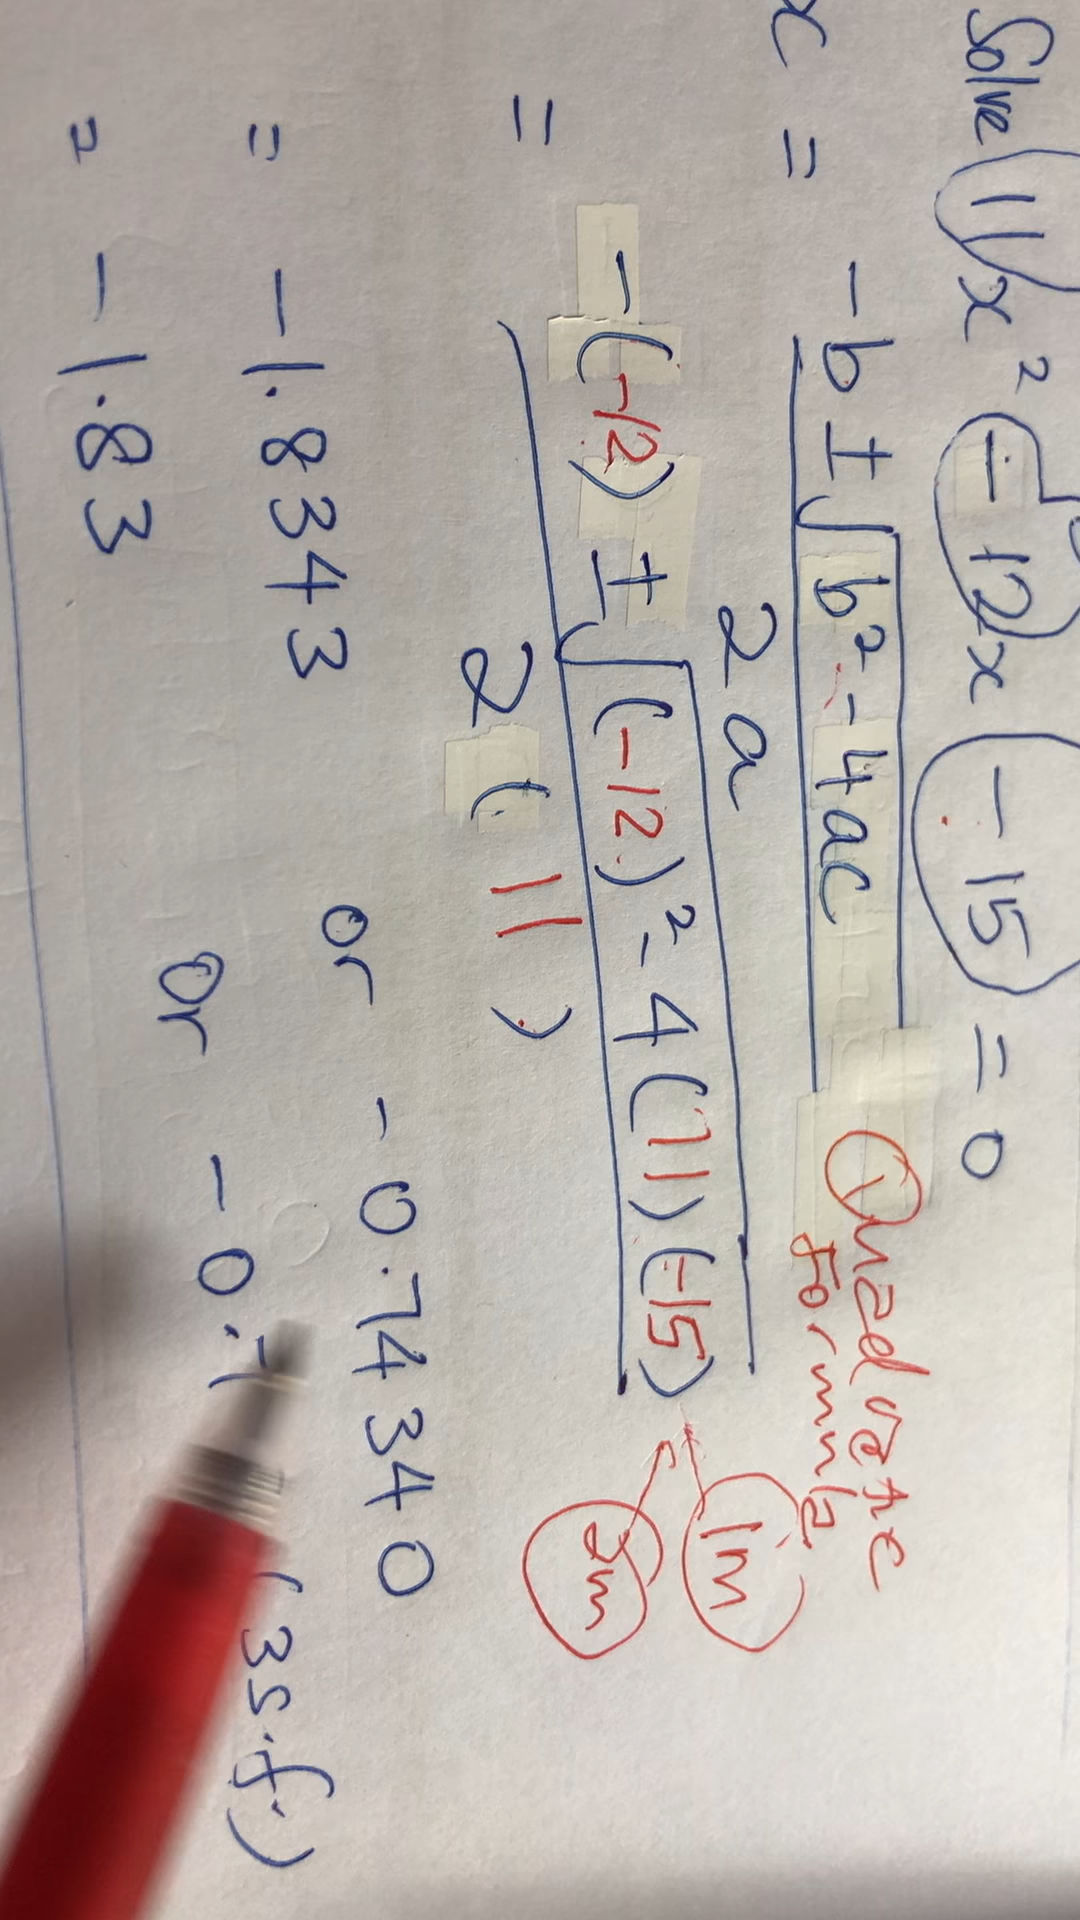 Solve 11x² - 12x - 15 = 0
x = -b ± √b² - 4ac
2a
Quadratic
Formula
= -(-12) ± √(-12)² - 4(11)(-15)
2(11)
1m
2m
= -1.8343 or -0.74340
= -1.83 or -0.7 (3s.f.)